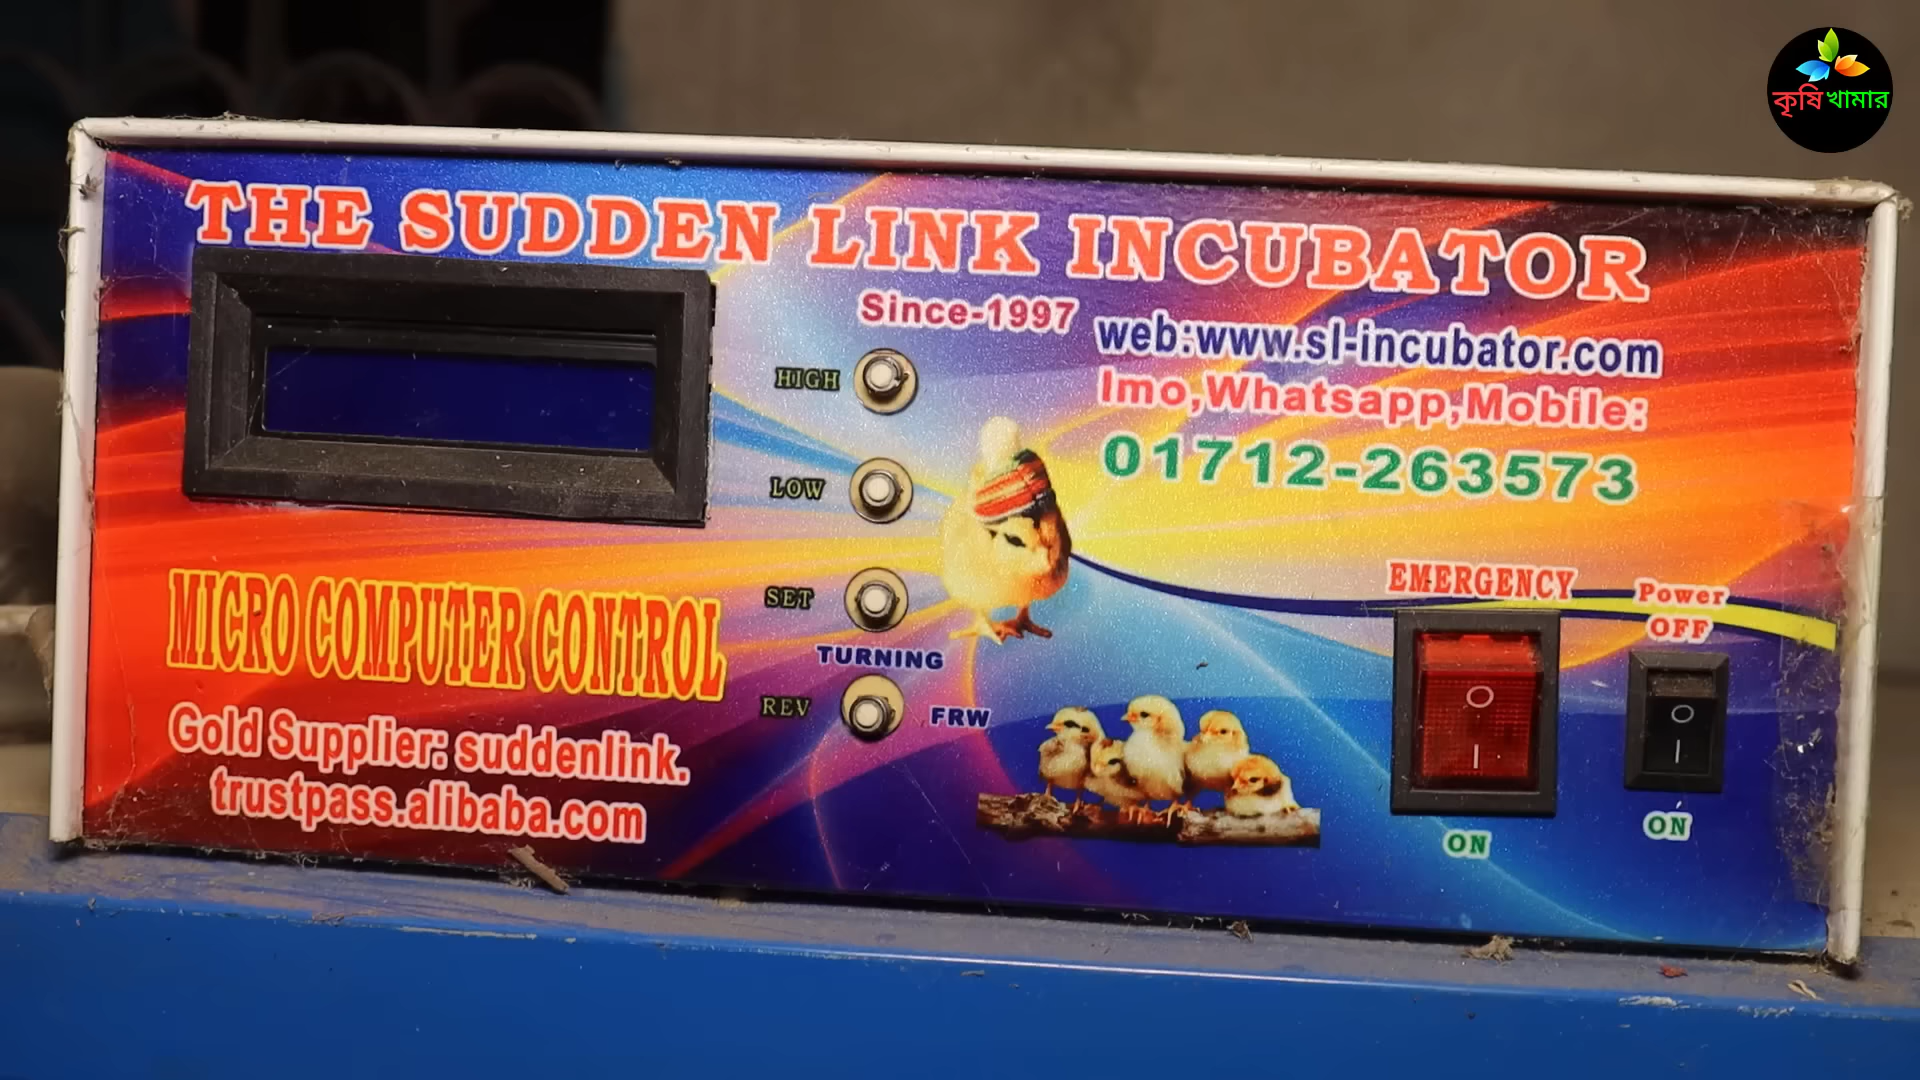 কৃষি খামার
THE SUDDEN LINK INCUBATOR
Since-1997
web:www.sl-incubator.com
Imo,Whatsapp,Mobile:
01712-263573
HIGH
LOW
SET
TURNING
REV
FRW
MICRO COMPUTER CONTROL
Gold Supplier: suddenlink.
trustpass.alibaba.com
EMERGENCY
ON
Power
OFF
ON